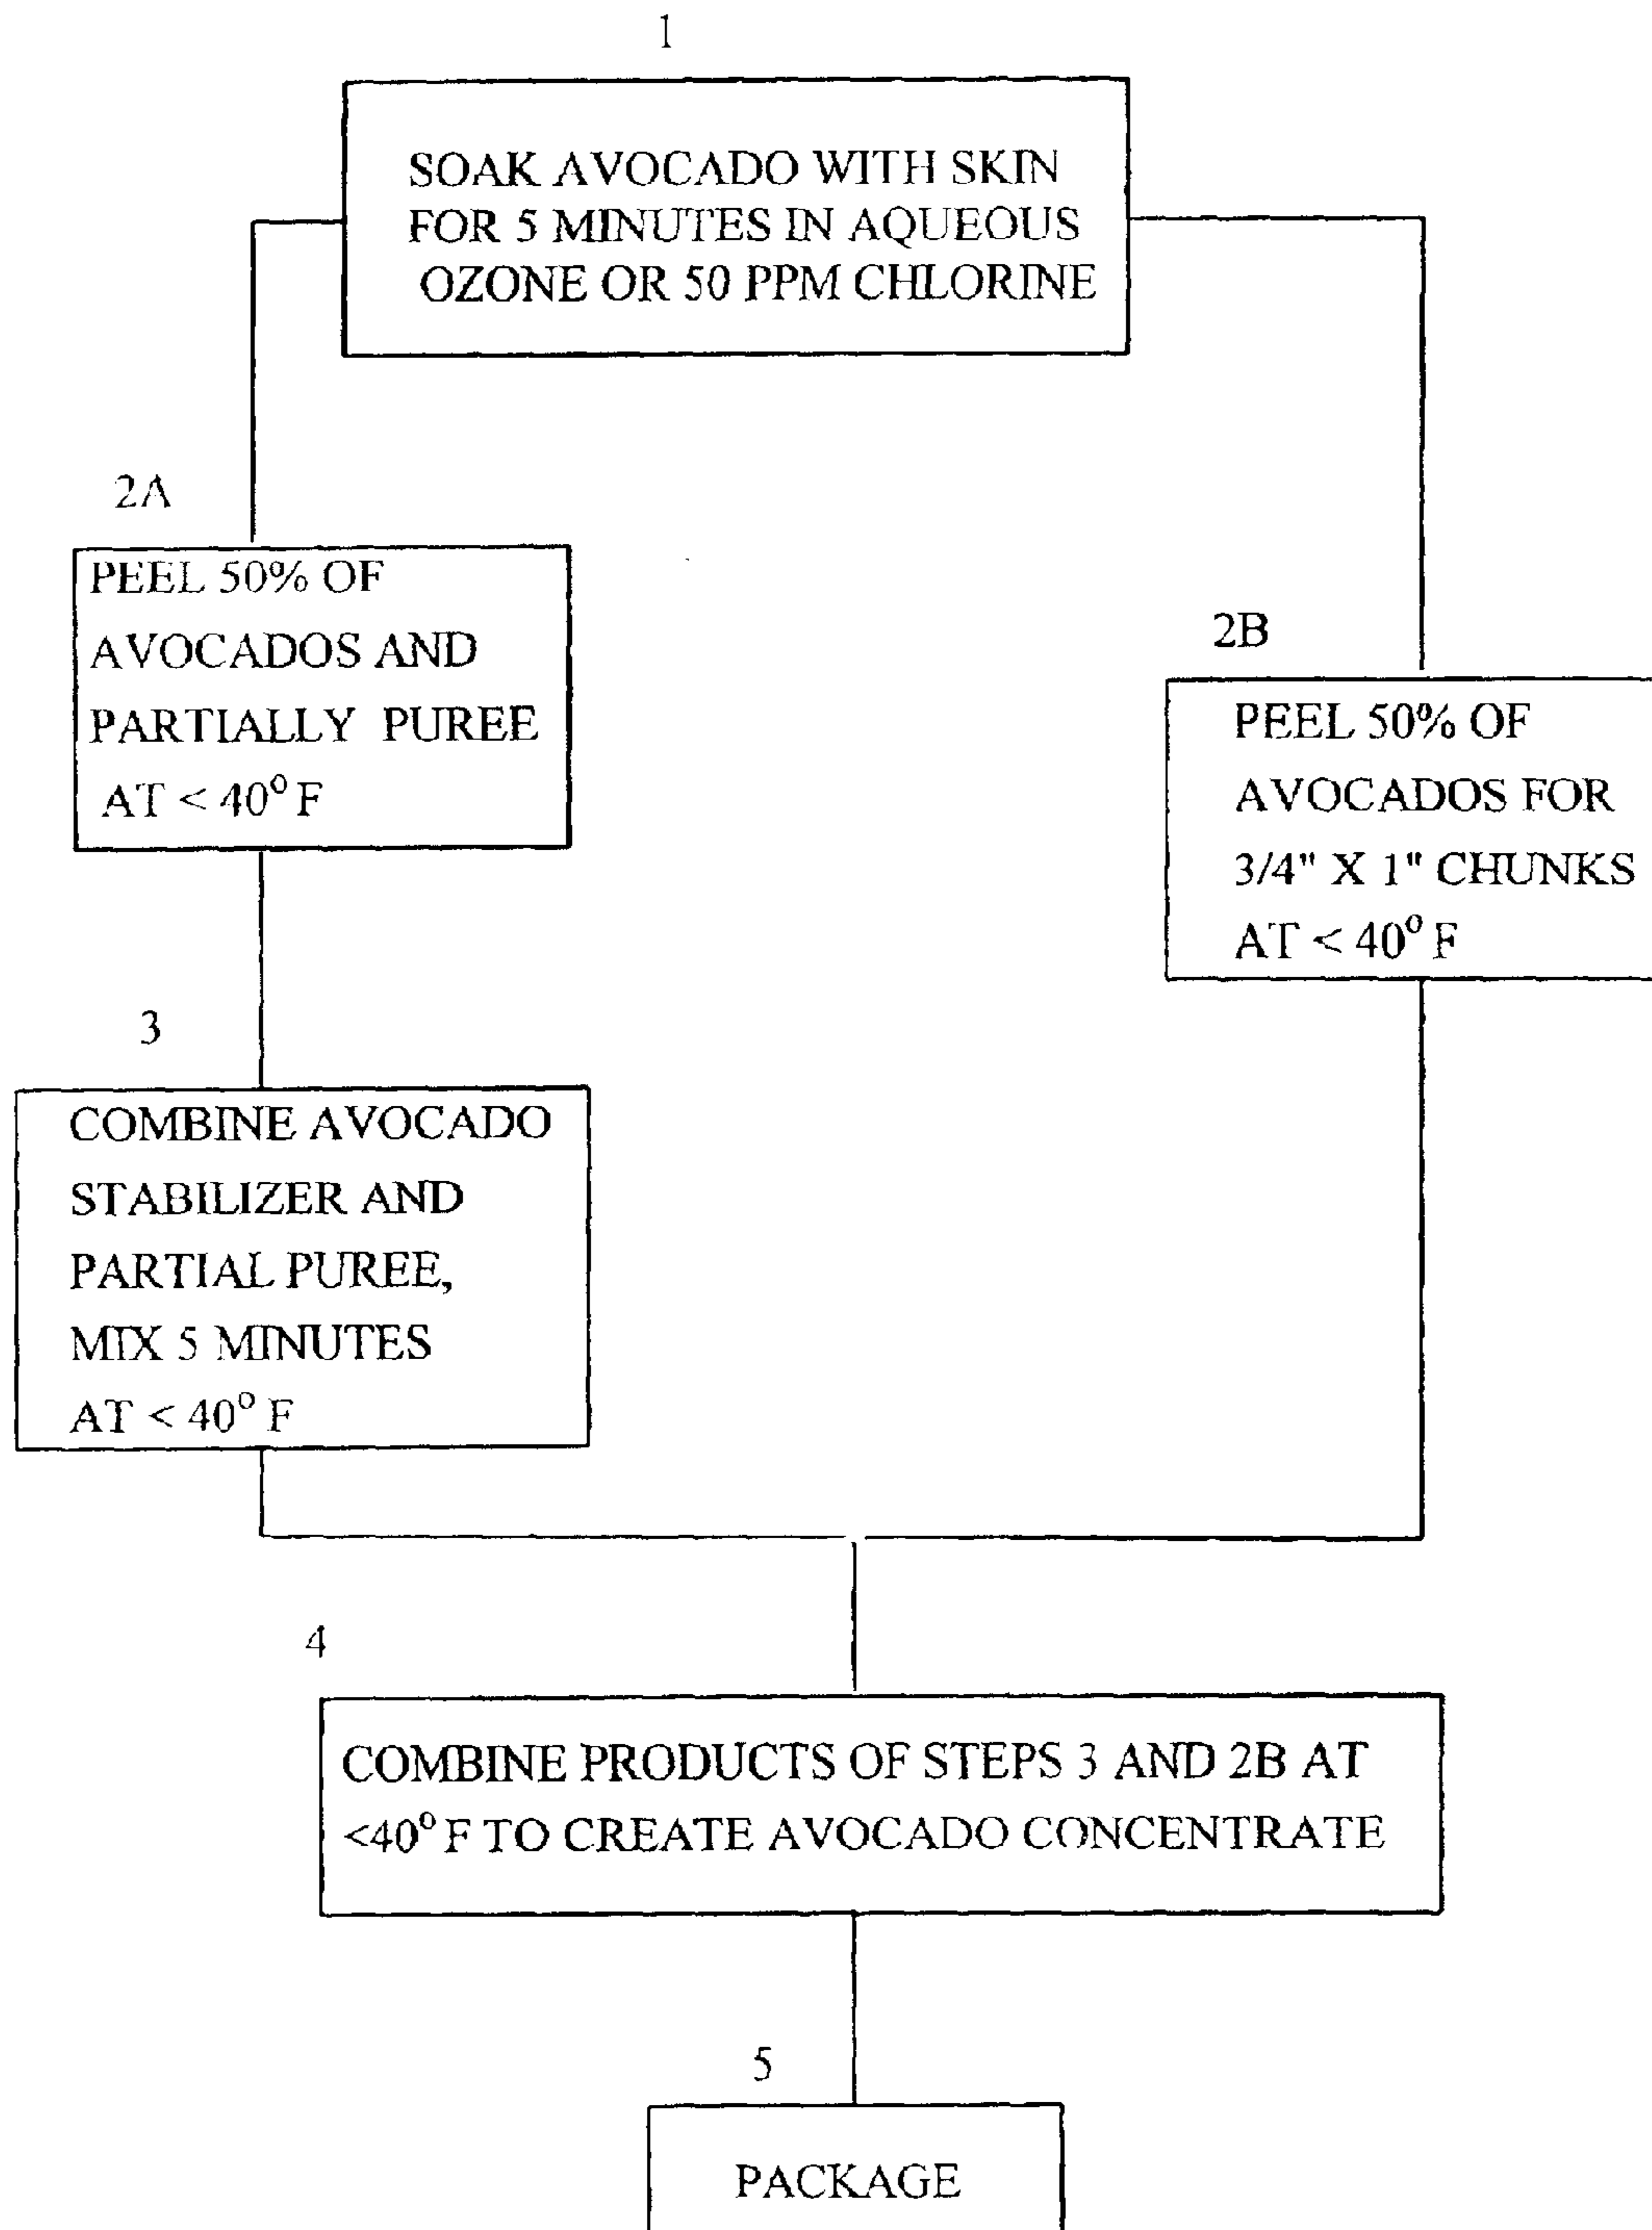 1
SOAK AVOCADO WITH SKIN
FOR 5 MINUTES IN AQUEOUS
OZONE OR 50 PPM CHLORINE
2A
PEEL 50% OF
AVOCADOS AND
PARTIALLY PUREE
AT < 40° F
2B
PEEL 50% OF
AVOCADOS FOR
3/4" X 1" CHUNKS
AT < 40° F
3
COMBINE AVOCADO
STABILIZER AND
PARTIAL PUREE,
MIX 5 MINUTES
AT < 40° F
4
COMBINE PRODUCTS OF STEPS 3 AND 2B AT
<40° F TO CREATE AVOCADO CONCENTRATE
5
PACKAGE